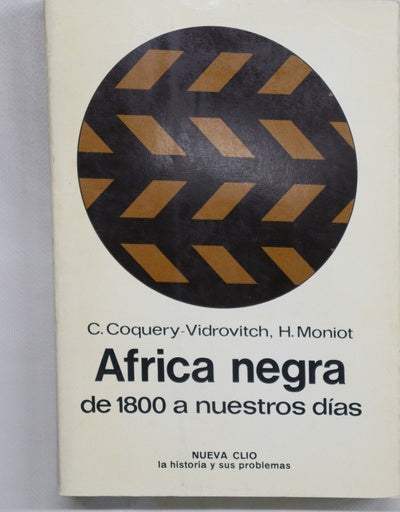 C. Coquery-Vidrovitch, H. Moniot
Africa negra
de 1800 a nuestros días
NUEVA CLIO
la historia y sus problemas